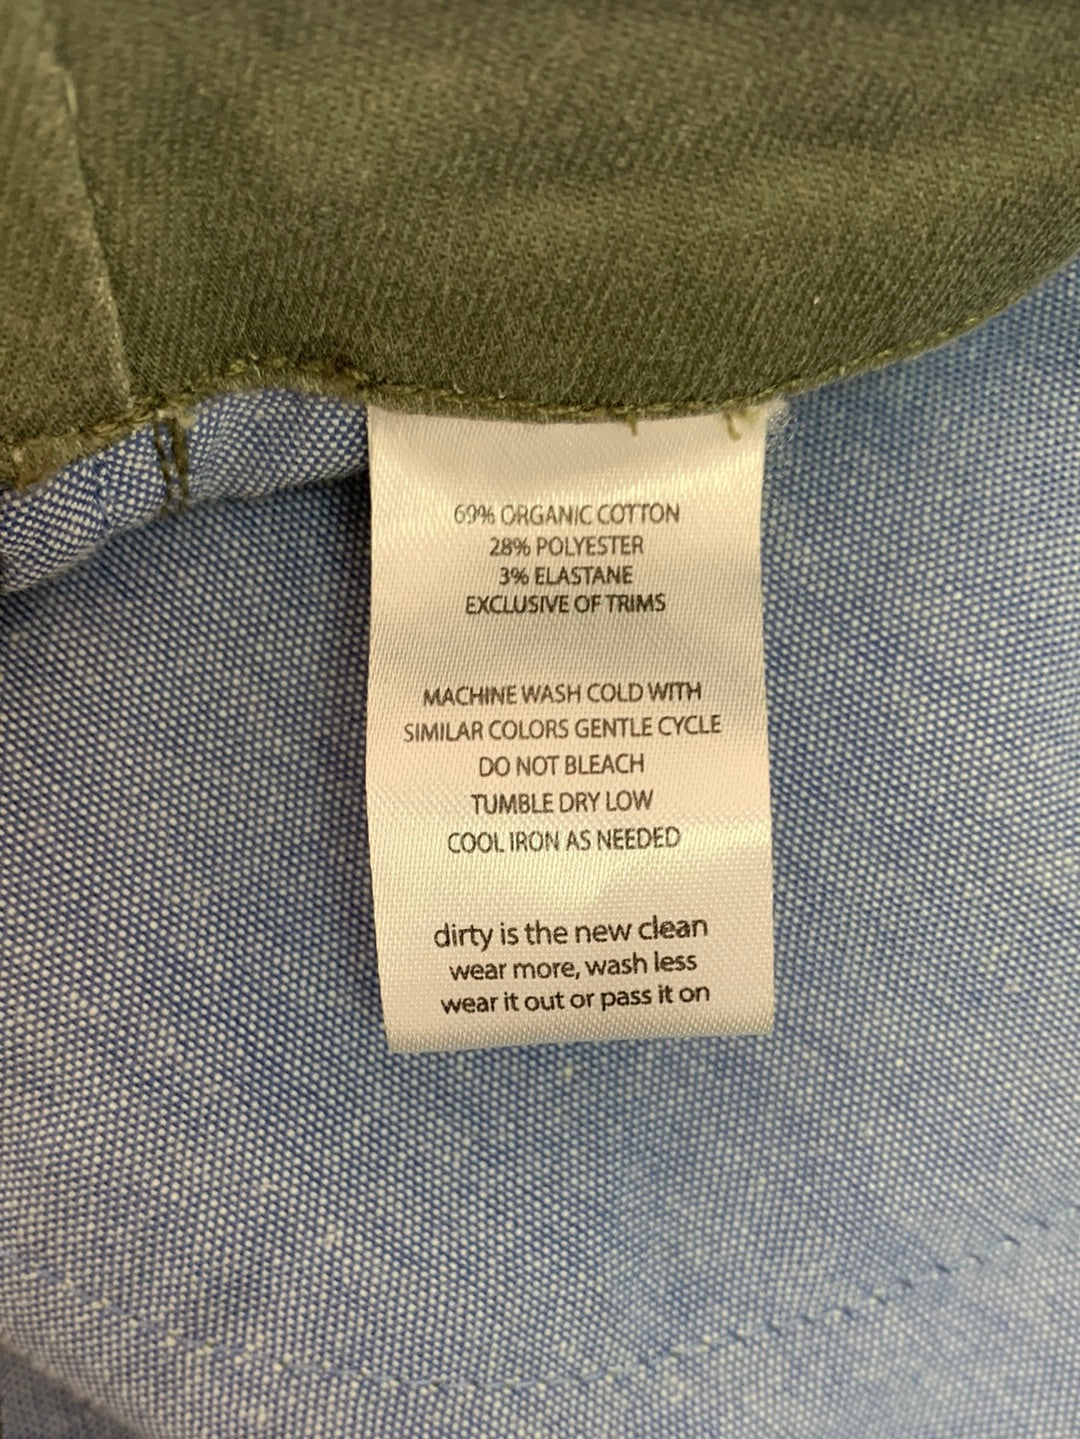 69% ORGANIC COTTON
28% POLYESTER
3% ELASTANE
EXCLUSIVE OF TRIMS
MACHINE WASH COLD WITH
SIMILAR COLORS GENTLE CYCLE
DO NOT BLEACH
TUMBLE DRY LOW
COOL IRON AS NEEDED
dirty is the new clean
wear more, wash less
wear it out or pass it on